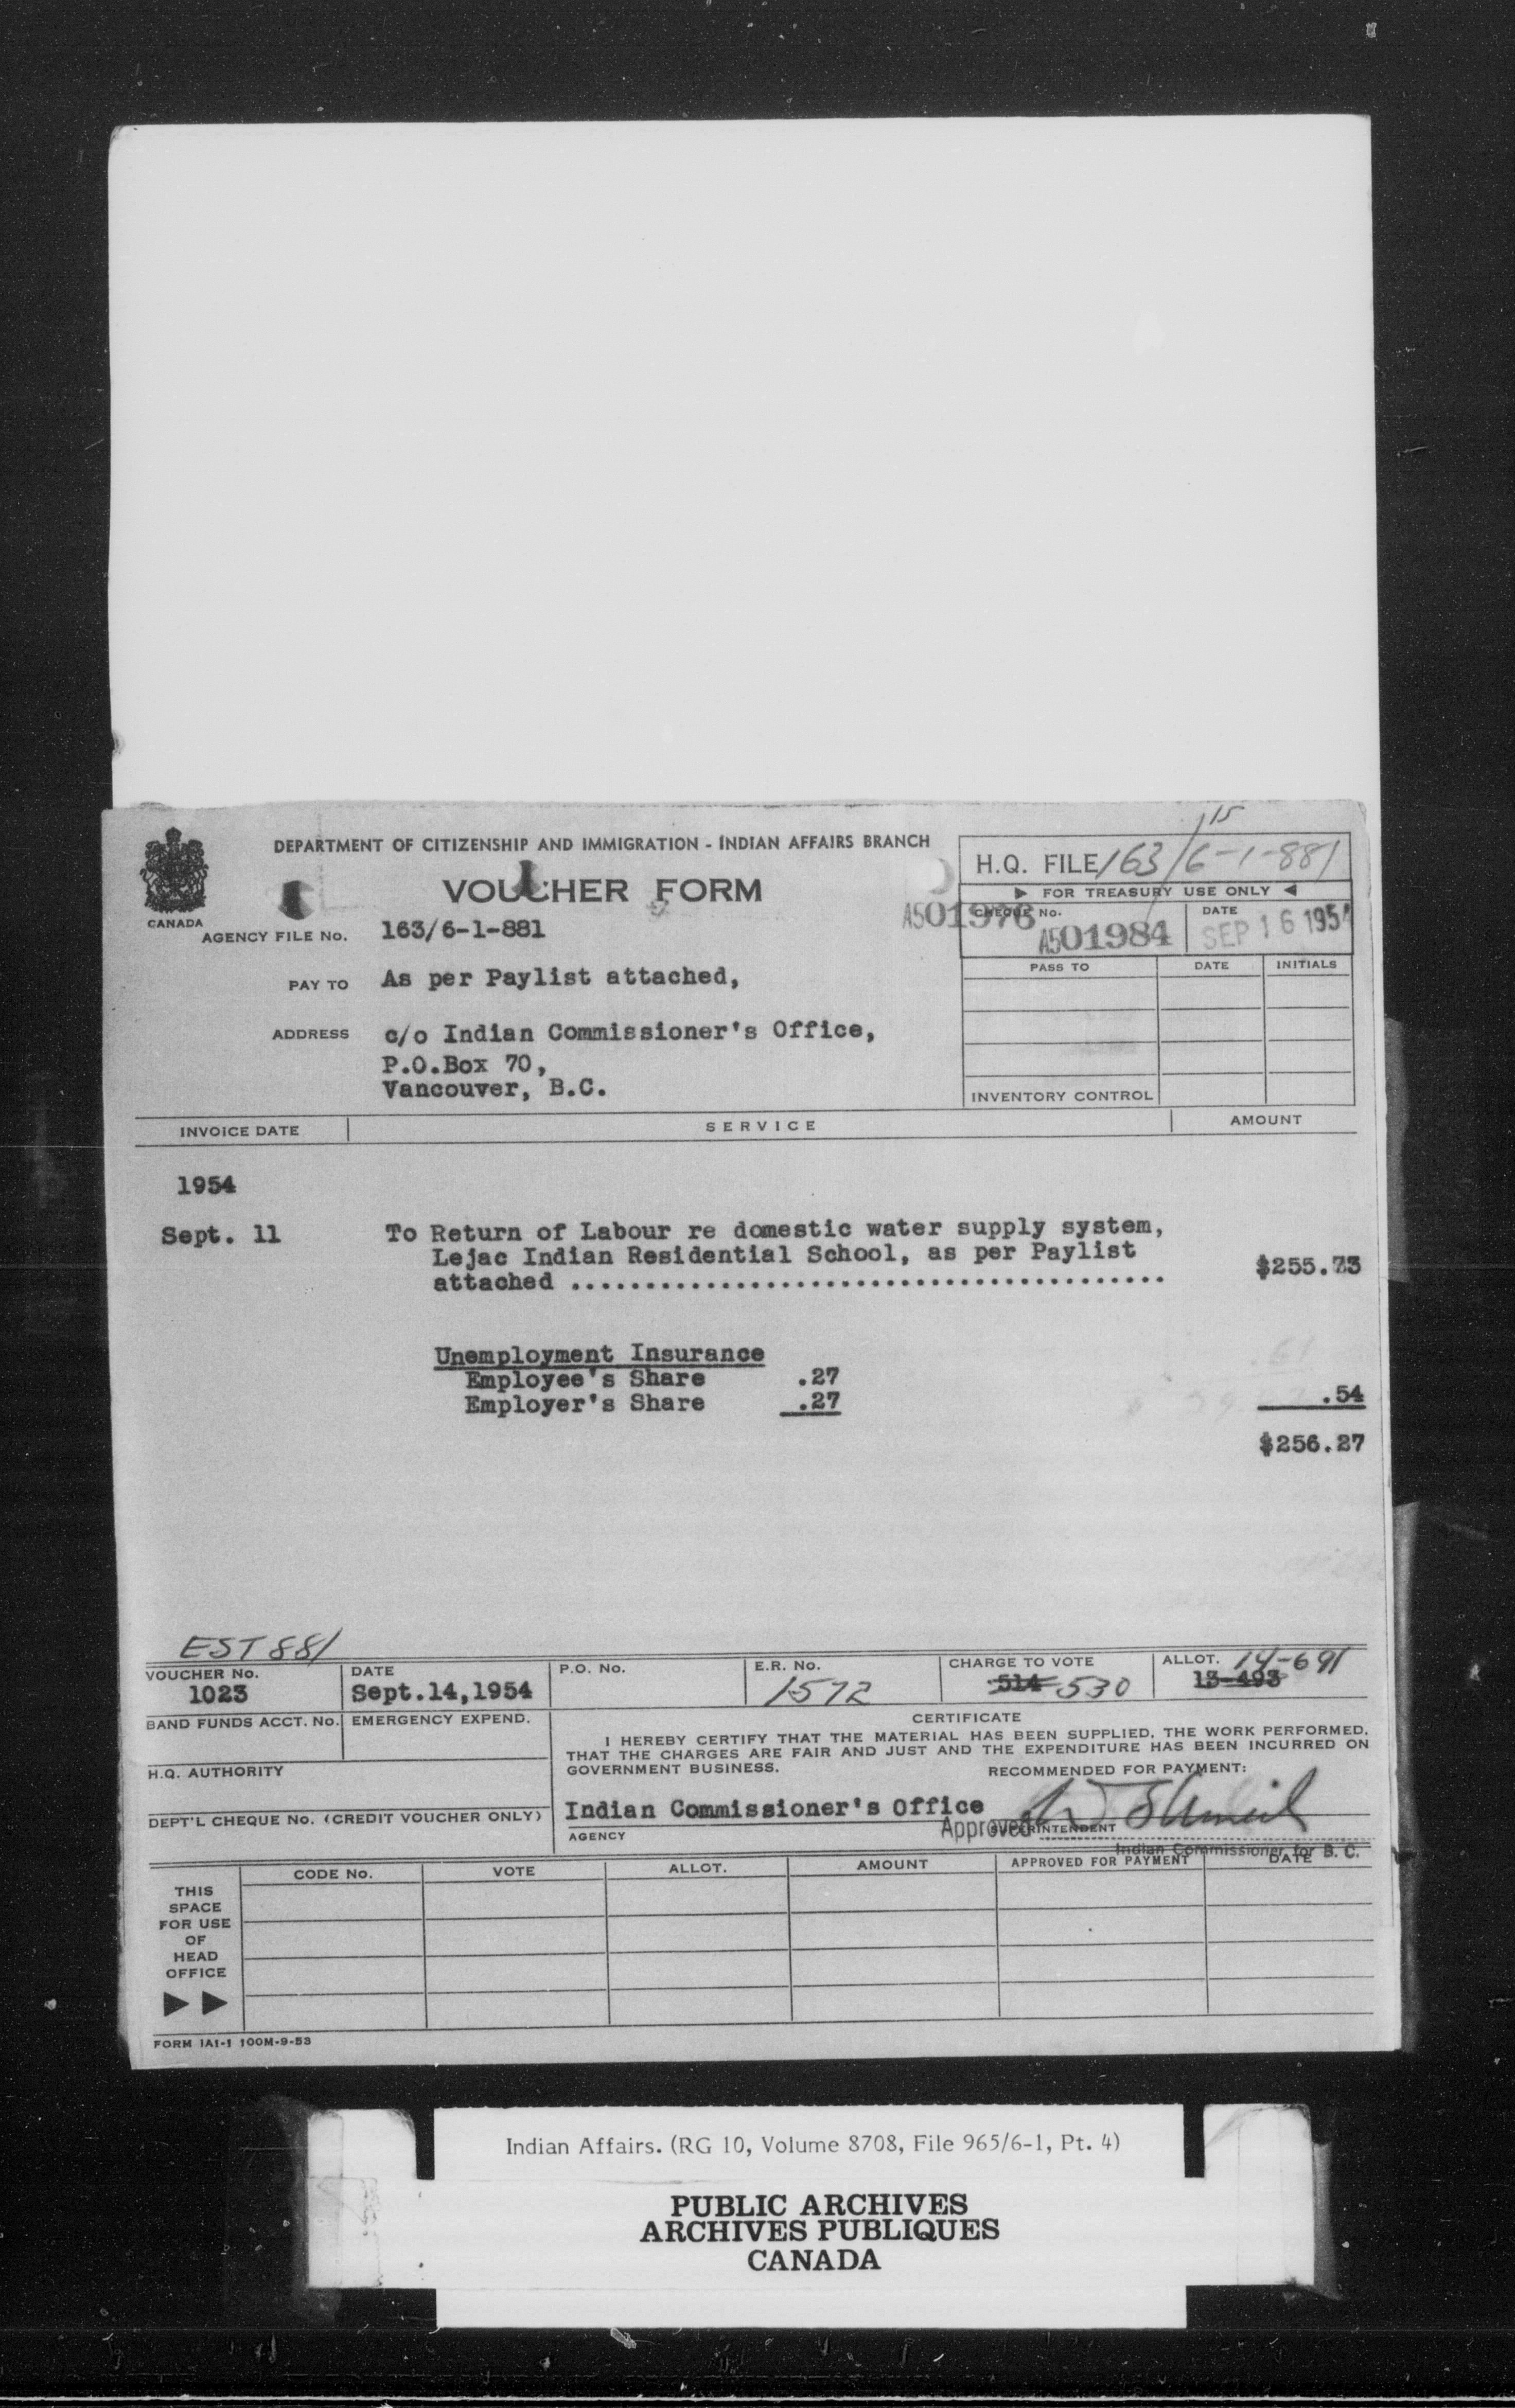 15
DEPARTMENT OF CITIZENSHIP AND IMMIGRATION - INDIAN AFFAIRS BRANCH
H.Q. FILE 163/6-1-881
VOUCHER FORM
FOR TREASURY USE ONLY
CANADA
CHEQUE No.
DATE
A501976
A501984
SEP 16 1954
AGENCY FILE No. 163/6-1-881
PASS TO DATE INITIALS
PAY TO As per Paylist attached,
ADDRESS c/o Indian Commissioner's Office,
P.O.Box 70,
Vancouver, B.C.
INVENTORY CONTROL
INVOICE DATE SERVICE AMOUNT
1954
Sept. 11 To Return of Labour re domestic water supply system,
Lejac Indian Residential School, as per Paylist
attached ........................................ $255.73
Unemployment Insurance
Employee's Share .27
Employer's Share .27 .54
$256.27
EST 881
VOUCHER No. DATE P.O. No. E.R. No. CHARGE TO VOTE ALLOT. 14-691
1023 Sept.14,1954 1572 514 530 13-493
BAND FUNDS ACCT. No. EMERGENCY EXPEND.
CERTIFICATE
I HEREBY CERTIFY THAT THE MATERIAL HAS BEEN SUPPLIED, THE WORK PERFORMED,
THAT THE CHARGES ARE FAIR AND JUST AND THE EXPENDITURE HAS BEEN INCURRED ON
GOVERNMENT BUSINESS.
RECOMMENDED FOR PAYMENT:
H.Q. AUTHORITY
DEPT'L CHEQUE No. (CREDIT VOUCHER ONLY)
Indian Commissioner's Office
AGENCY
Approved
SUPERINTENDENT
Indian Commissioner for B. C.
CODE No. VOTE ALLOT. AMOUNT APPROVED FOR PAYMENT DATE
THIS
SPACE
FOR USE
OF
HEAD
OFFICE
FORM IA1-1 100M-9-53
Indian Affairs. (RG 10, Volume 8708, File 965/6-1, Pt. 4)
PUBLIC ARCHIVES
ARCHIVES PUBLIQUES
CANADA